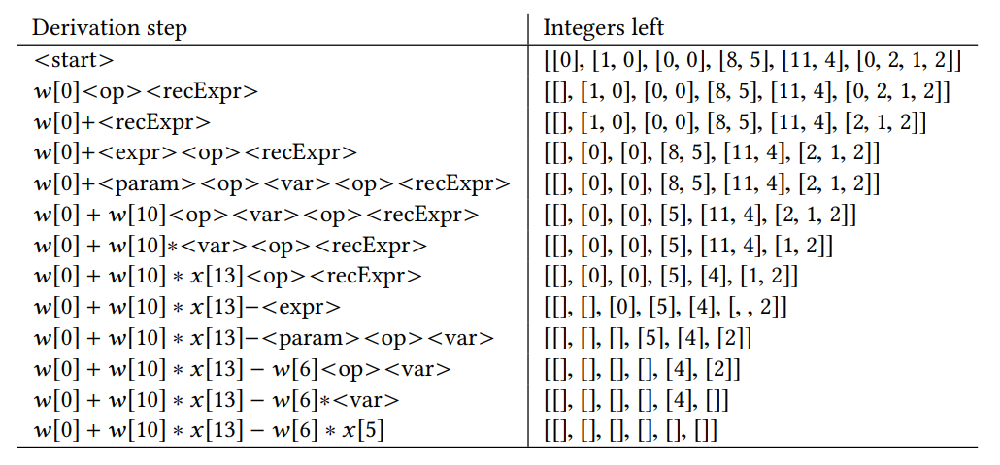 Derivation step Integers left
<start> [[0], [1, 0], [0, 0], [8, 5], [11, 4], [0, 2, 1, 2]]
w[0]<op><recExpr> [[], [1, 0], [0, 0], [8, 5], [11, 4], [0, 2, 1, 2]]
w[0]+<recExpr> [[], [1, 0], [0, 0], [8, 5], [11, 4], [2, 1, 2]]
w[0]+<expr><op><recExpr> [[], [0], [0], [8, 5], [11, 4], [2, 1, 2]]
w[0]+<param><op><var><op><recExpr> [[], [0], [0], [8, 5], [11, 4], [2, 1, 2]]
w[0] + w[10]<op><var><op><recExpr> [[], [0], [0], [5], [11, 4], [2, 1, 2]]
w[0] + w[10]*<var><op><recExpr> [[], [0], [0], [5], [11, 4], [1, 2]]
w[0] + w[10] * x[13]<op><recExpr> [[], [0], [0], [5], [4], [1, 2]]
w[0] + w[10] * x[13]−<expr> [[], [], [0], [5], [4], [, , 2]]
w[0] + w[10] * x[13]−<param><op><var> [[], [], [], [5], [4], [2]]
w[0] + w[10] * x[13] − w[6]<op><var> [[], [], [], [], [4], [2]]
w[0] + w[10] * x[13] − w[6]*<var> [[], [], [], [], [4], []]
w[0] + w[10] * x[13] − w[6] * x[5] [[], [], [], [], [], []]